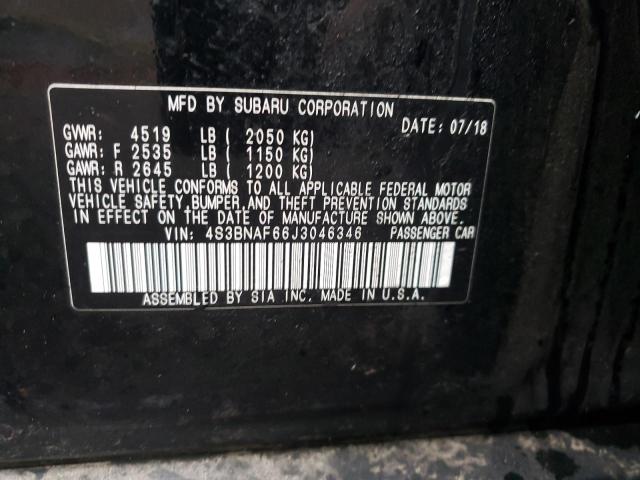 MFD BY SUBARU CORPORATION
DATE: 07/18
GVWR: 4519 LB ( 2050 KG)
GAWR: F 2535 LB ( 1150 KG)
GAWR: R 2645 LB ( 1200 KG)
THIS VEHICLE CONFORMS TO ALL APPLICABLE FEDERAL MOTOR
VEHICLE SAFETY, BUMPER, AND THEFT PREVENTION STANDARDS
IN EFFECT ON THE DATE OF MANUFACTURE SHOWN ABOVE.
VIN: 4S3BNAF66J3046346 PASSENGER CAR
ASSEMBLED BY SIA INC. MADE IN U.S.A.